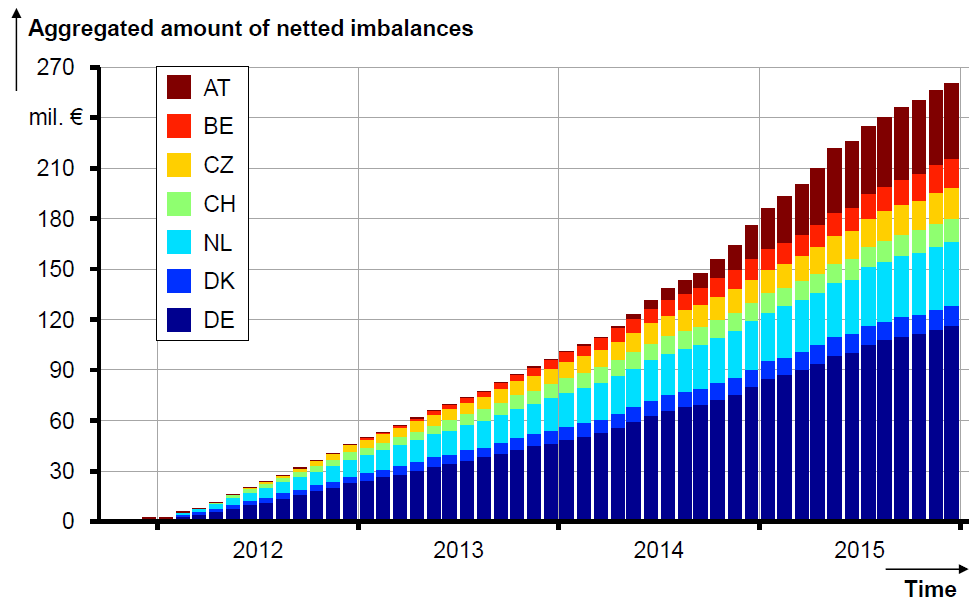 Aggregated amount of netted imbalances
270
mil. €
210
180
150
120
90
60
30
0
AT
BE
CZ
CH
NL
DK
DE
2012 2013 2014 2015
Time